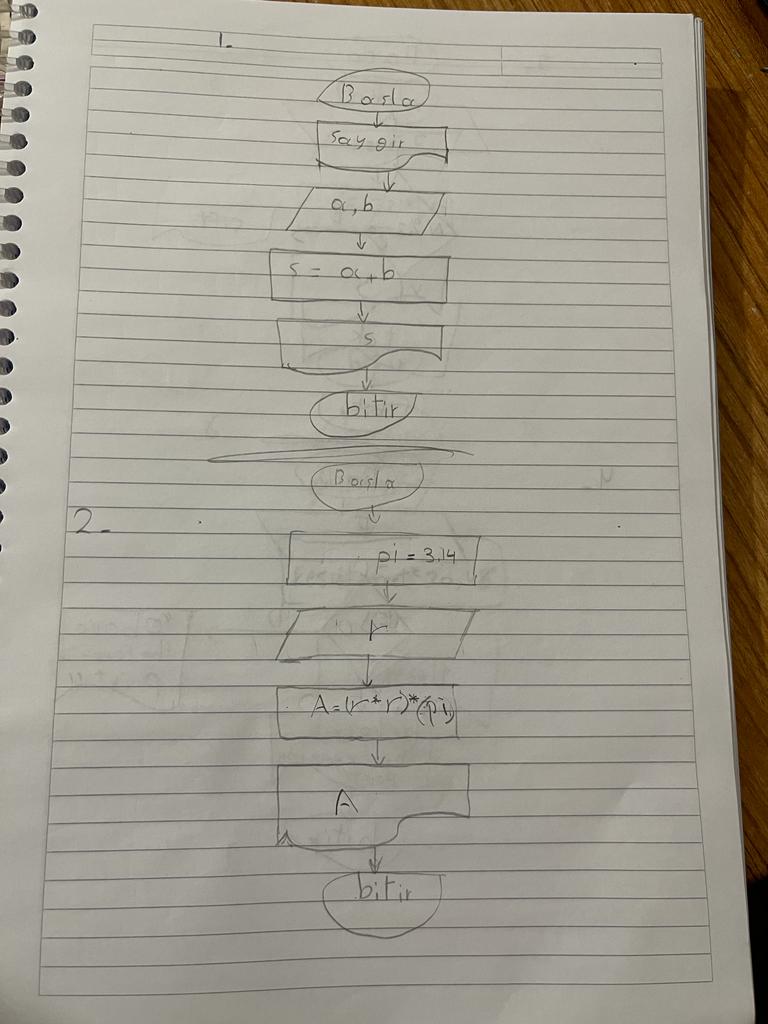 1.
Basla
say gir
a, b
s = a+b
s
bitir
Basla
2-
pi = 3.14
r
A=(r*r)*(pi)
A
bitir